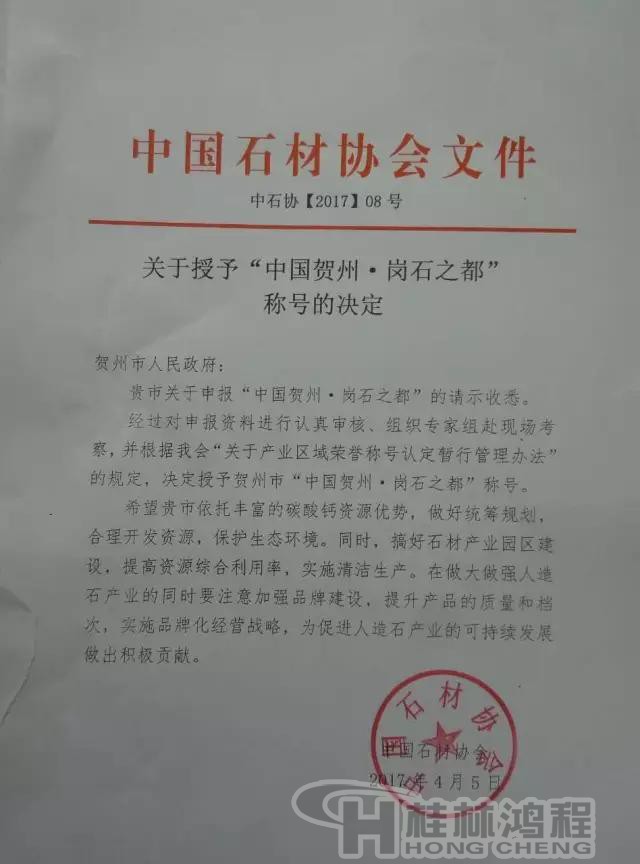 中国石材协会文件
中石协【2017】08号
关于授予“中国贺州·岗石之都”
称号的决定
贺州市人民政府：
贵市关于申报“中国贺州·岗石之都”的请示收悉。
经过对申报资料进行认真审核、组织专家组赴现场考
察，并根据我会“关于产业区域荣誉称号认定暂行管理办法”
的规定，决定授予贺州市“中国贺州·岗石之都”称号。
希望贵市依托丰富的碳酸钙资源优势，做好统筹规划，
合理开发资源，保护生态环境。同时，搞好石材产业园区建
设，提高资源综合利用率，实施清洁生产。在做大做强人造
石产业的同时要注意加强品牌建设，提升产品的质量和档
次，实施品牌化经营战略，为促进人造石产业的可持续发展
做出积极贡献。
中国石材协会
中国石材协会
2017年4月5日
桂林鸿程
HONG CHENG